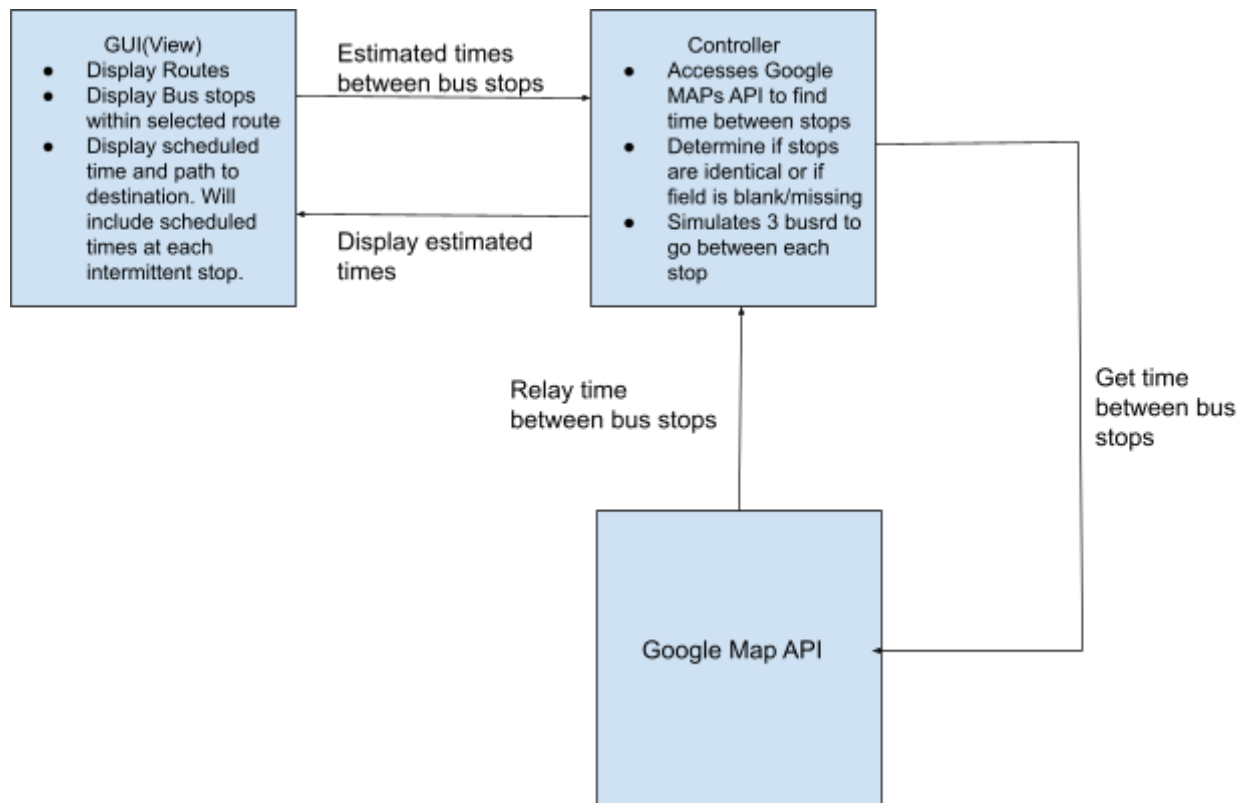 GUI(View)
● Display Routes
● Display Bus stops
within selected route
● Display scheduled
time and path to
destination. Will
include scheduled
times at each
intermittent stop.
Estimated times
between bus stops
Display estimated
times
Controller
● Accesses Google
MAPs API to find
time between stops
● Determine if stops
are identical or if
field is blank/missing
● Simulates 3 busrd to
go between each
stop
Relay time
between bus stops
Get time
between bus
stops
Google Map API